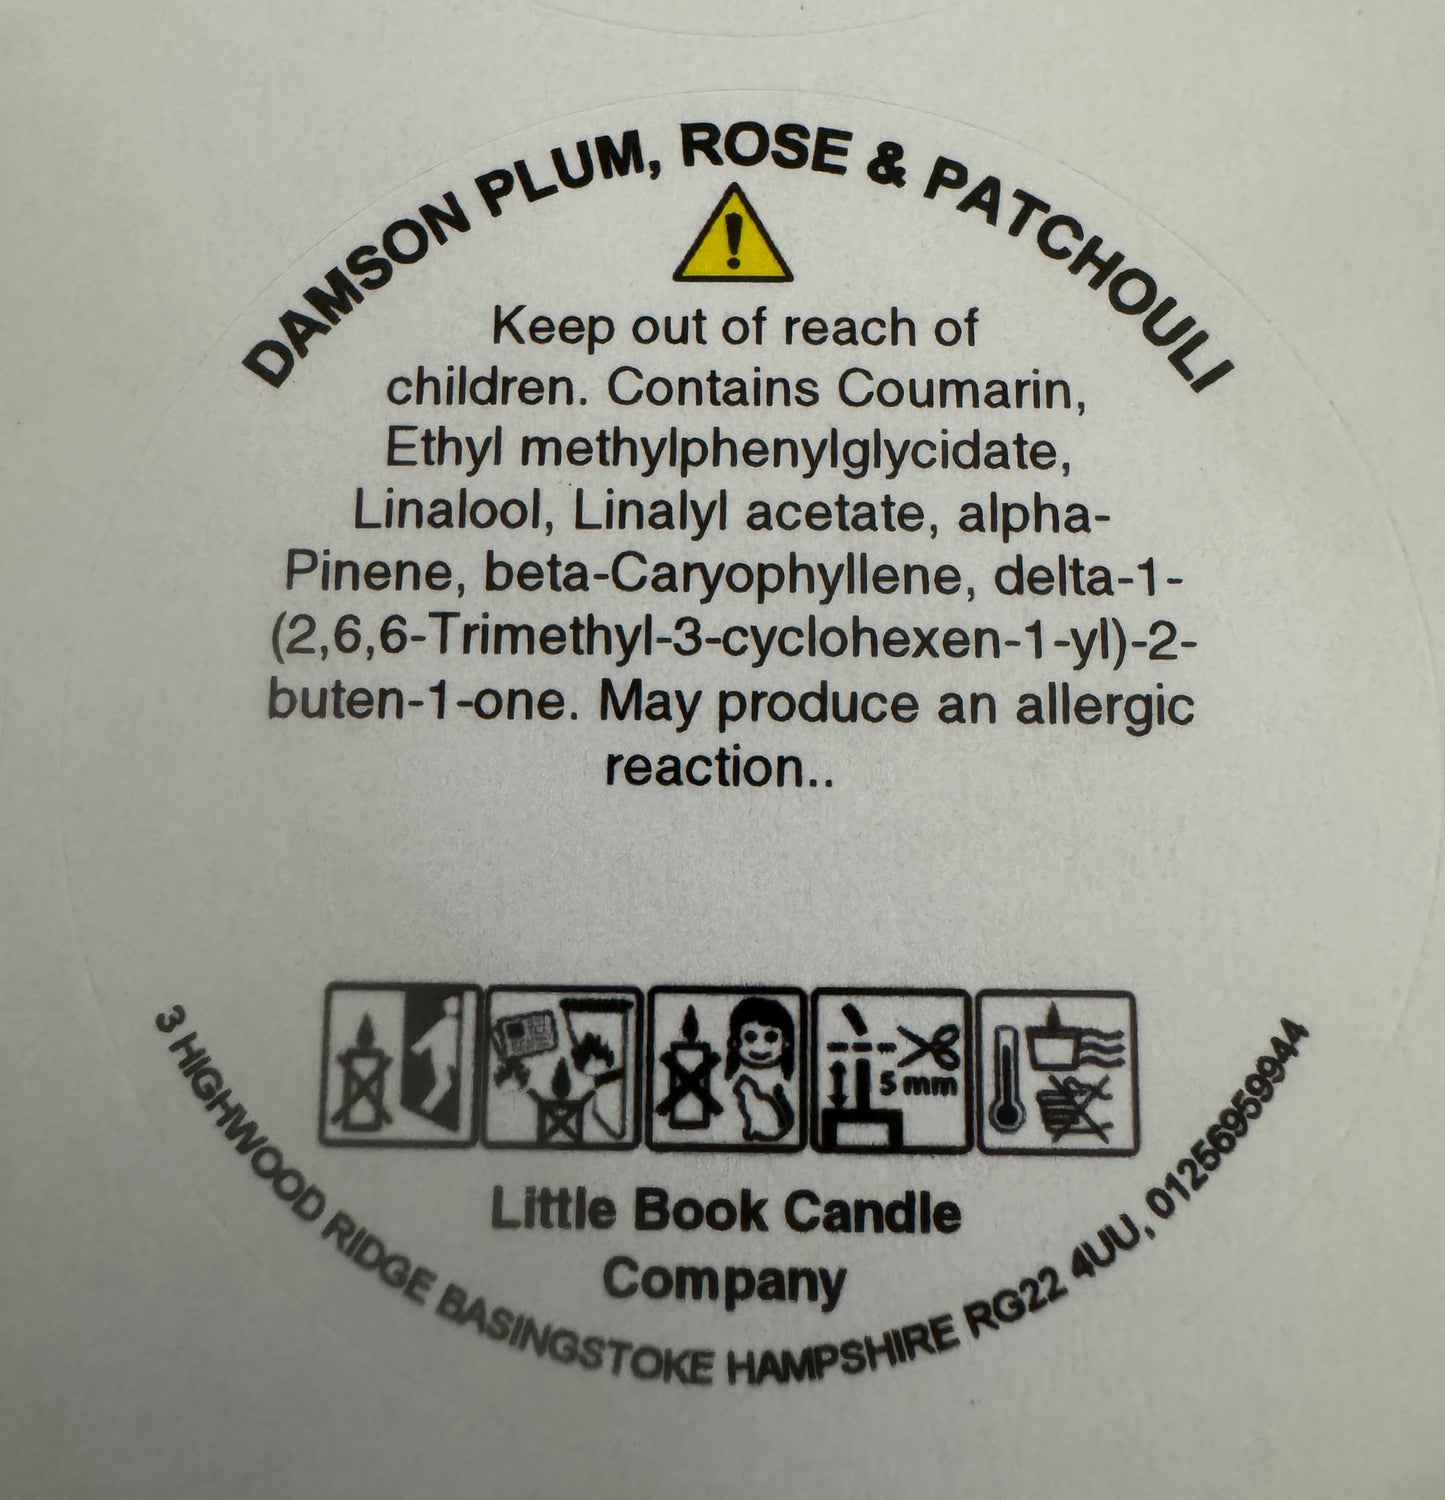 DAMSON PLUM, ROSE & PATCHOULI
Keep out of reach of
children. Contains Coumarin,
Ethyl methylphenylglycidate,
Linalool, Linalyl acetate, alpha-
Pinene, beta-Caryophyllene, delta-1-
(2,6,6-Trimethyl-3-cyclohexen-1-yl)-2-
buten-1-one. May produce an allergic
reaction..
5 mm
Little Book Candle
Company
3 HIGHWOOD RIDGE BASINGSTOKE HAMPSHIRE RG22 4UU, 01256959944